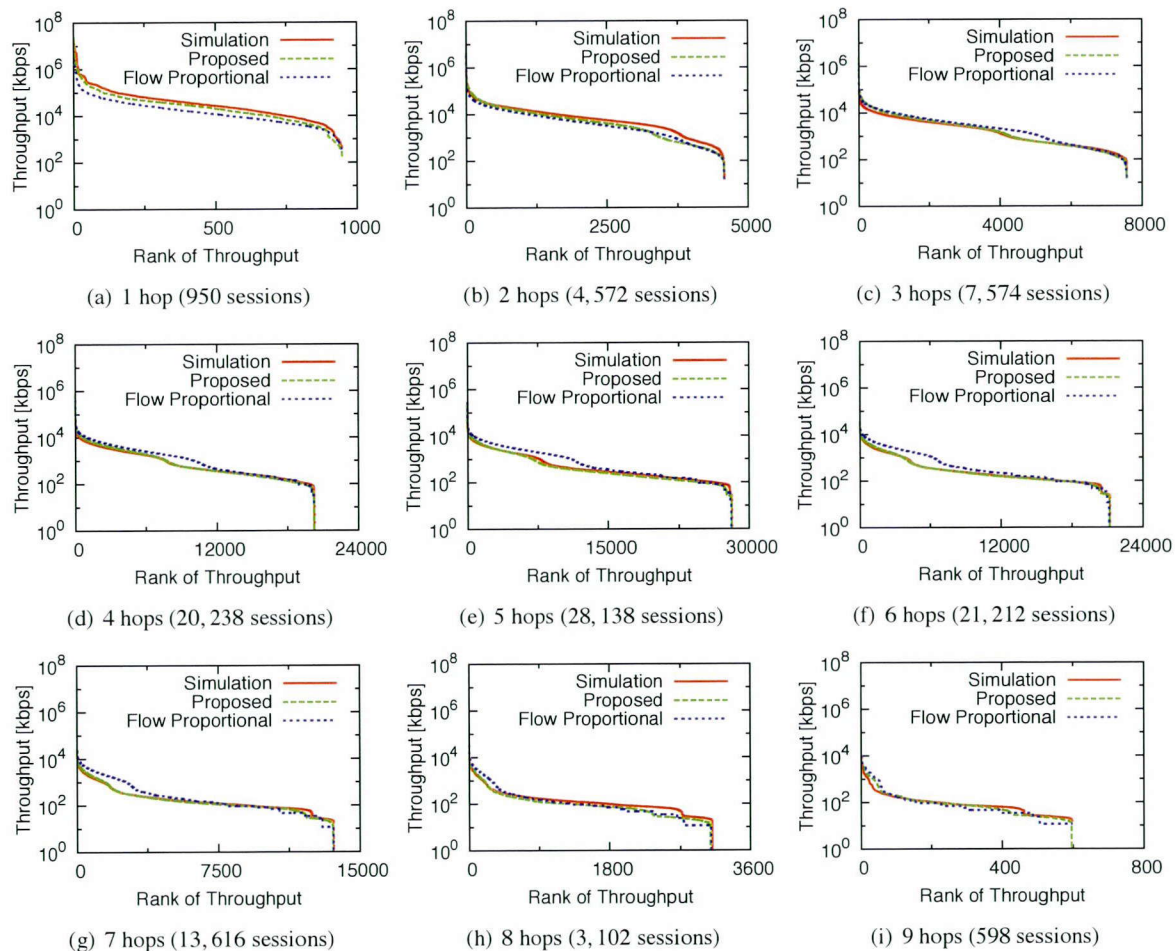 Throughput [kbps]
10^8
10^6
10^4
10^2
10^0
Simulation
Proposed
Flow Proportional
0
500
1000
Rank of Throughput
(a) 1 hop (950 sessions)
Throughput [kbps]
10^8
10^6
10^4
10^2
10^0
Simulation
Proposed
Flow Proportional
0
2500
5000
Rank of Throughput
(b) 2 hops (4, 572 sessions)
Throughput [kbps]
10^8
10^6
10^4
10^2
10^0
Simulation
Proposed
Flow Proportional
0
4000
8000
Rank of Throughput
(c) 3 hops (7, 574 sessions)
Throughput [kbps]
10^8
10^6
10^4
10^2
10^0
Simulation
Proposed
Flow Proportional
0
12000
24000
Rank of Throughput
(d) 4 hops (20, 238 sessions)
Throughput [kbps]
10^8
10^6
10^4
10^2
10^0
Simulation
Proposed
Flow Proportional
0
15000
30000
Rank of Throughput
(e) 5 hops (28, 138 sessions)
Throughput [kbps]
10^8
10^6
10^4
10^2
10^0
Simulation
Proposed
Flow Proportional
0
12000
24000
Rank of Throughput
(f) 6 hops (21, 212 sessions)
Throughput [kbps]
10^8
10^6
10^4
10^2
10^0
Simulation
Proposed
Flow Proportional
0
7500
15000
Rank of Throughput
(g) 7 hops (13, 616 sessions)
Throughput [kbps]
10^8
10^6
10^4
10^2
10^0
Simulation
Proposed
Flow Proportional
0
1800
3600
Rank of Throughput
(h) 8 hops (3, 102 sessions)
Throughput [kbps]
10^8
10^6
10^4
10^2
10^0
Simulation
Proposed
Flow Proportional
0
400
800
Rank of Throughput
(i) 9 hops (598 sessions)